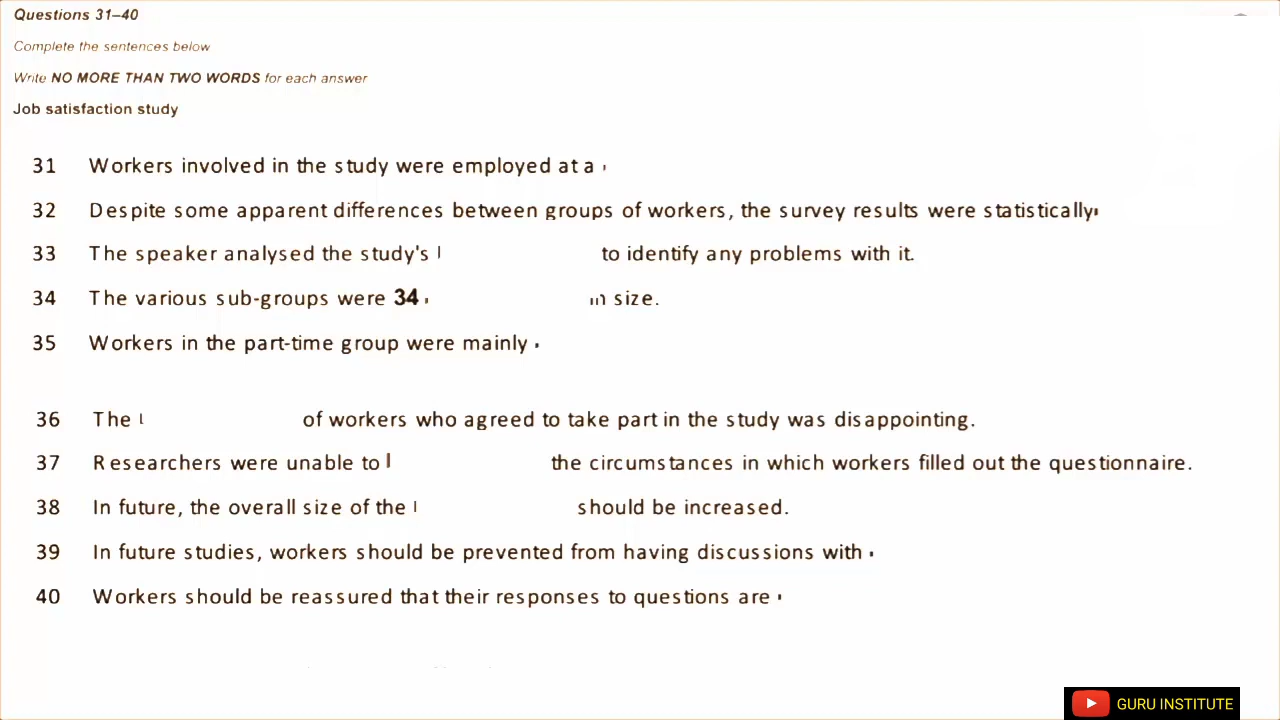 Questions 31–40
Complete the sentences below
Write NO MORE THAN TWO WORDS for each answer
Job satisfaction study
31 Workers involved in the study were employed at a
32 Despite some apparent differences between groups of workers, the survey results were statistically
33 The speaker analysed the study's to identify any problems with it.
34 The various sub-groups were 34 in size.
35 Workers in the part-time group were mainly
36 The of workers who agreed to take part in the study was disappointing.
37 Researchers were unable to the circumstances in which workers filled out the questionnaire.
38 In future, the overall size of the should be increased.
39 In future studies, workers should be prevented from having discussions with
40 Workers should be reassured that their responses to questions are
GURU INSTITUTE